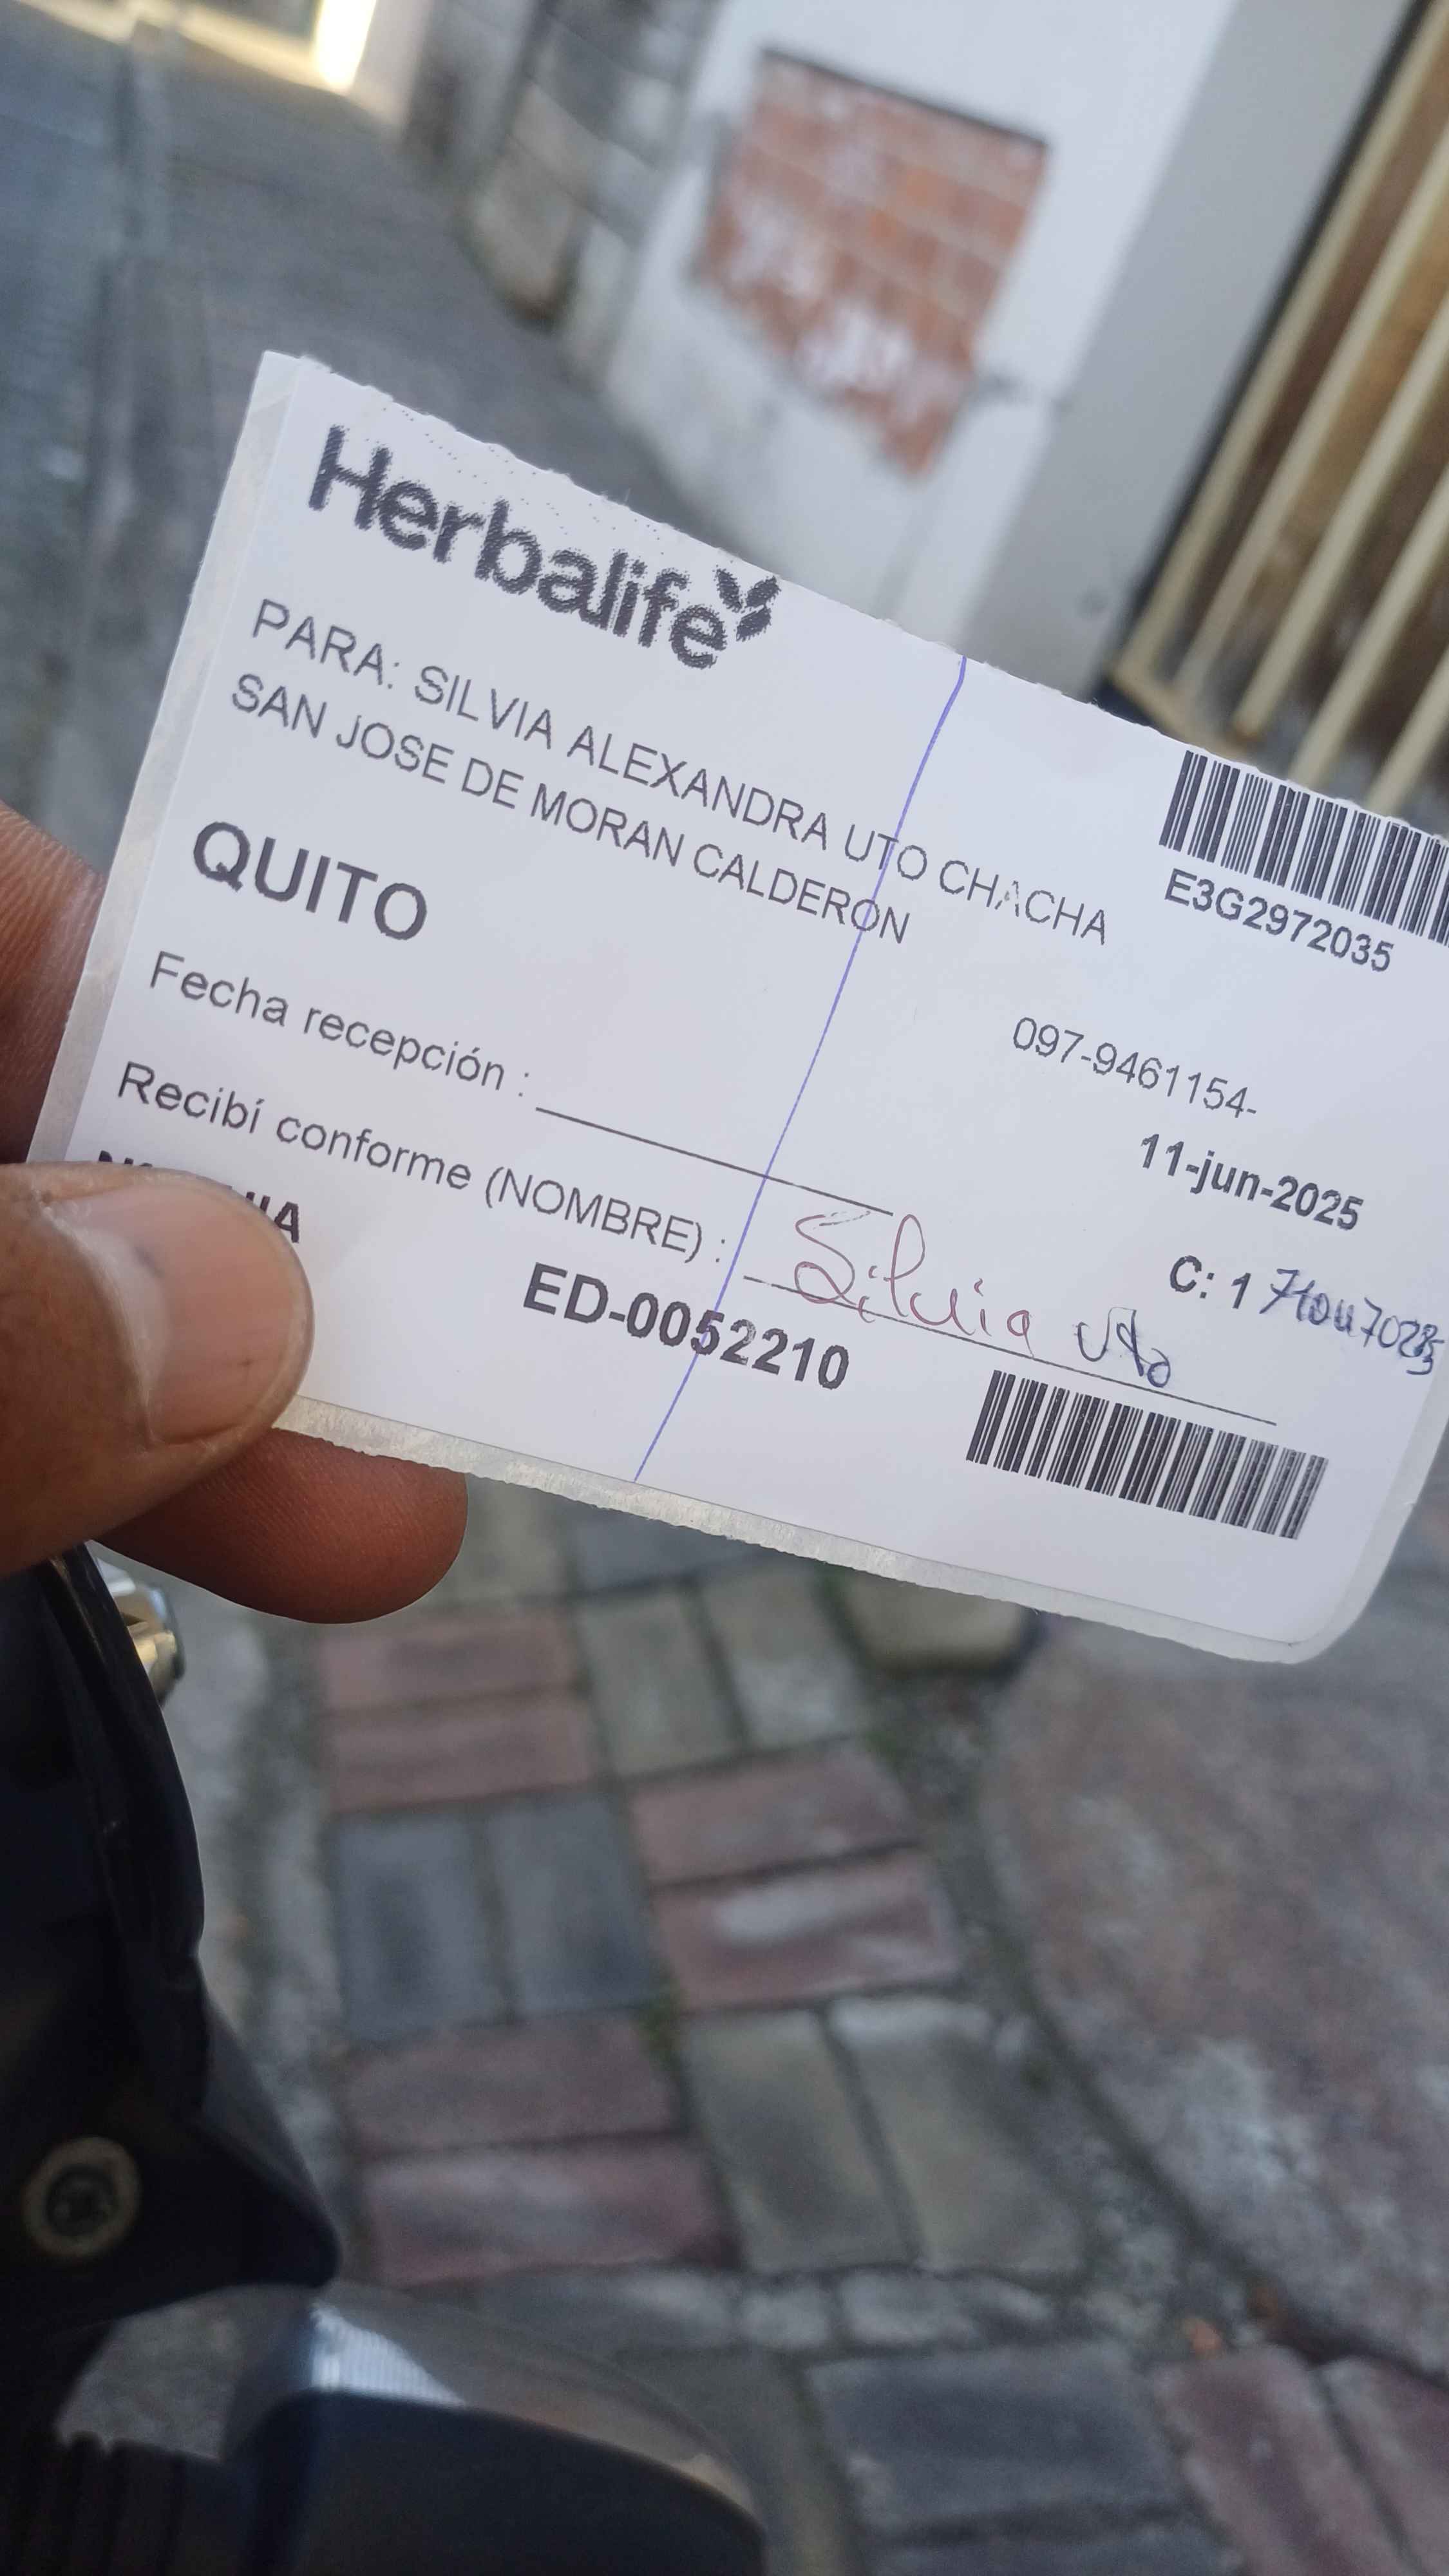 Herbalife
PARA: SILVIA ALEXANDRA UTO CHACHA
SAN JOSE DE MORAN CALDERON
E3G2972035
QUITO
097-9461154-
Fecha recepción :
11-jun-2025
Recibí conforme (NOMBRE) : Silvia Uto
C: 1
ED-0052210